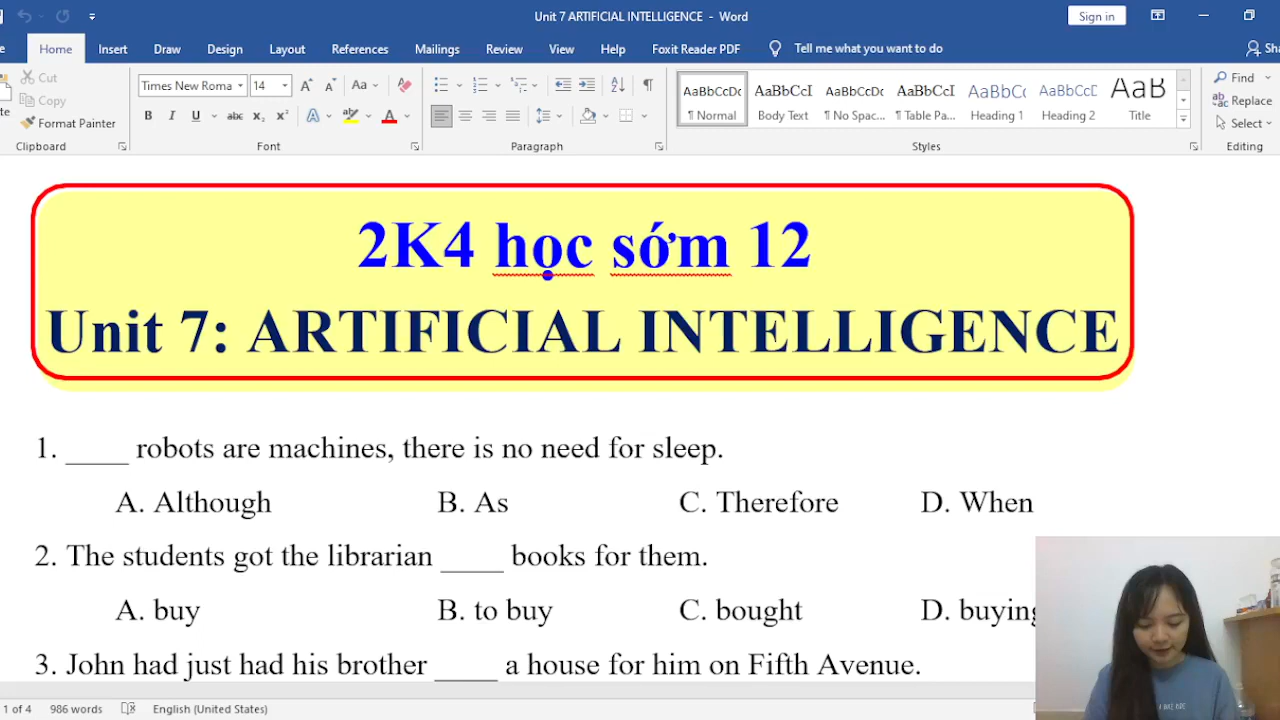 Unit 7 ARTIFICIAL INTELLIGENCE - Word
Sign in
Home Insert Draw Design Layout References Mailings Review View Help Foxit Reader PDF Tell me what you want to do
Cut
Copy
Format Painter
Clipboard
Times New Roma 14
Font
Paragraph
AaBbCcDc AaBbCcI AaBbCcDc AaBbCcI AaBbCc AaBbCcD AaB
¶ Normal Body Text ¶ No Spac... ¶ Table Pa... Heading 1 Heading 2 Title
Styles
Find
Replace
Select
Editing
2K4 học sớm 12
Unit 7: ARTIFICIAL INTELLIGENCE
1. ____ robots are machines, there is no need for sleep.
A. Although B. As C. Therefore D. When
2. The students got the librarian ____ books for them.
A. buy B. to buy C. bought D. buying
3. John had just had his brother ____ a house for him on Fifth Avenue.
1 of 4 986 words English (United States)